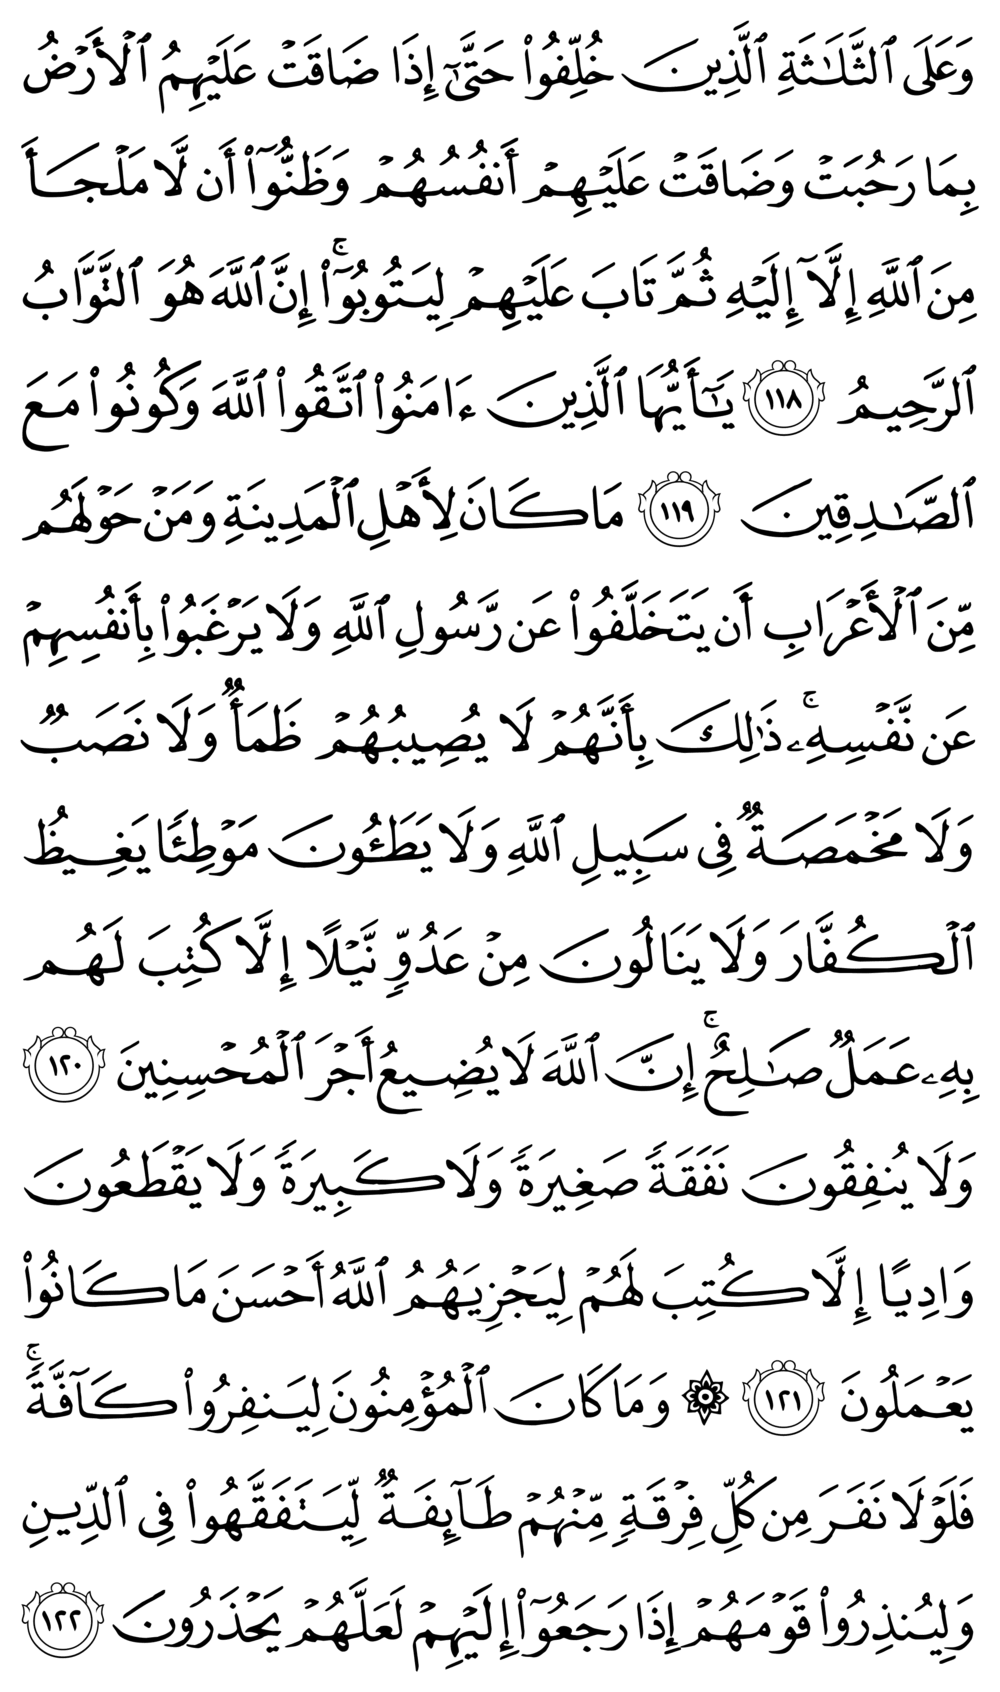 وَعَلَى ٱلثَّلَـٰثَةِ ٱلَّذِينَ خُلِّفُوا۟ حَتَّىٰٓ إِذَا ضَاقَتْ عَلَيْهِمُ ٱلْأَرْضُ
بِمَا رَحُبَتْ وَضَاقَتْ عَلَيْهِمْ أَنفُسُهُمْ وَظَنُّوٓا۟ أَن لَّا مَلْجَأَ
مِنَ ٱللَّهِ إِلَّآ إِلَيْهِ ثُمَّ تَابَ عَلَيْهِمْ لِيَتُوبُوٓا۟ ۚ إِنَّ ٱللَّهَ هُوَ ٱلتَّوَّابُ
ٱلرَّحِيمُ ١١٨ يَـٰٓأَيُّهَا ٱلَّذِينَ ءَامَنُوا۟ ٱتَّقُوا۟ ٱللَّهَ وَكُونُوا۟ مَعَ
ٱلصَّـٰدِقِينَ ١١٩ مَا كَانَ لِأَهْلِ ٱلْمَدِينَةِ وَمَنْ حَوْلَهُم
مِّنَ ٱلْأَعْرَابِ أَن يَتَخَلَّفُوا۟ عَن رَّسُولِ ٱللَّهِ وَلَا يَرْغَبُوا۟ بِأَنفُسِهِمْ
عَن نَّفْسِهِۦ ۚ ذَٰلِكَ بِأَنَّهُمْ لَا يُصِيبُهُمْ ظَمَأٌ وَلَا نَصَبٌ
وَلَا مَخْمَصَةٌ فِى سَبِيلِ ٱللَّهِ وَلَا يَطَـُٔونَ مَوْطِئًا يَغِيظُ
ٱلْكُفَّارَ وَلَا يَنَالُونَ مِنْ عَدُوٍّ نَّيْلًا إِلَّا كُتِبَ لَهُم
بِهِۦ عَمَلٌ صَـٰلِحٌ ۚ إِنَّ ٱللَّهَ لَا يُضِيعُ أَجْرَ ٱلْمُحْسِنِينَ ١٢٠
وَلَا يُنفِقُونَ نَفَقَةً صَغِيرَةً وَلَا كَبِيرَةً وَلَا يَقْطَعُونَ
وَادِيًا إِلَّا كُتِبَ لَهُمْ لِيَجْزِيَهُمُ ٱللَّهُ أَحْسَنَ مَا كَانُوا۟
يَعْمَلُونَ ١٢١ ۞ وَمَا كَانَ ٱلْمُؤْمِنُونَ لِيَنفِرُوا۟ كَآفَّةً ۚ
فَلَوْلَا نَفَرَ مِن كُلِّ فِرْقَةٍ مِّنْهُمْ طَآئِفَةٌ لِّيَتَفَقَّهُوا۟ فِى ٱلدِّينِ
وَلِيُنذِرُوا۟ قَوْمَهُمْ إِذَا رَجَعُوٓا۟ إِلَيْهِمْ لَعَلَّهُمْ يَحْذَرُونَ ١٢٢